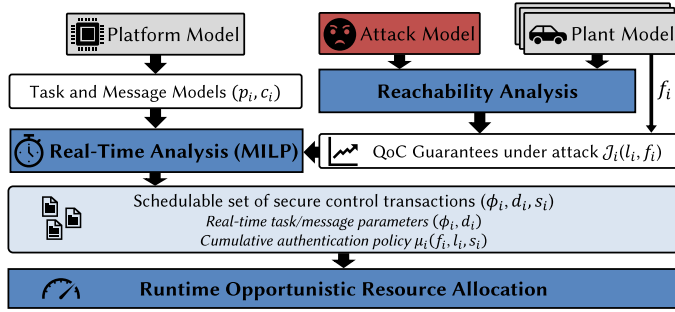 Platform Model
Attack Model
Plant Model
Task and Message Models (pᵢ, cᵢ)
Reachability Analysis
fᵢ
Real-Time Analysis (MILP)
QoC Guarantees under attack 𝒥ᵢ(lᵢ, fᵢ)
Schedulable set of secure control transactions (ϕᵢ, dᵢ, sᵢ)
Real-time task/message parameters (ϕᵢ, dᵢ)
Cumulative authentication policy μᵢ(fᵢ, lᵢ, sᵢ)
Runtime Opportunistic Resource Allocation